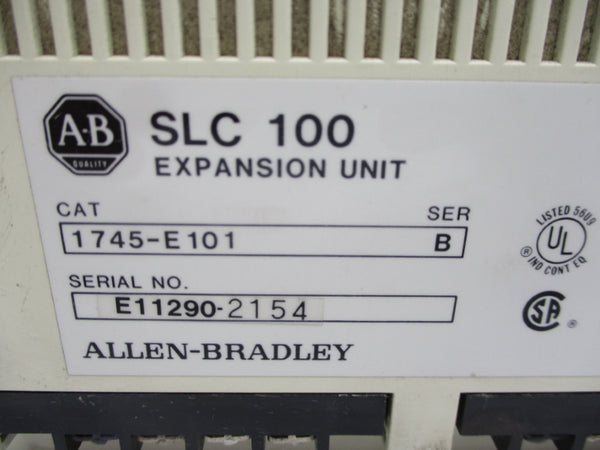 A·B
QUALITY
SLC 100
EXPANSION UNIT
CAT SER
1745-E101 B
SERIAL NO.
E11290-2154
ALLEN-BRADLEY
LISTED 56U9
UL
®
IND CONT EQ
SA
®